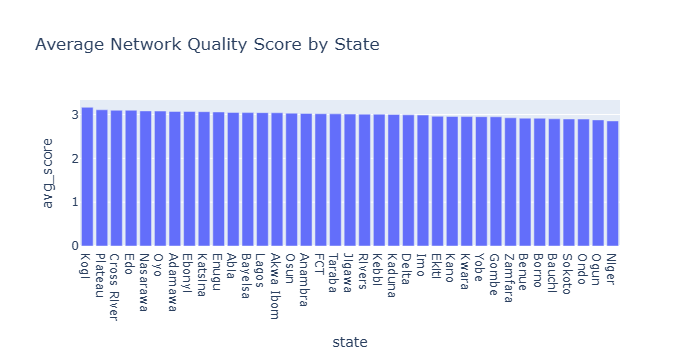 Average Network Quality Score by State
avg_score
3
2
1
0
Kogi
Plateau
Cross River
Edo
Nasarawa
Oyo
Adamawa
Ebonyi
Katsina
Enugu
Abia
Bayelsa
Lagos
Akwa Ibom
Osun
Anambra
FCT
Taraba
Jigawa
Rivers
Kebbi
Kaduna
Delta
Imo
Ekiti
Kano
Kwara
Yobe
Gombe
Zamfara
Benue
Borno
Bauchi
Sokoto
Ondo
Ogun
Niger
state